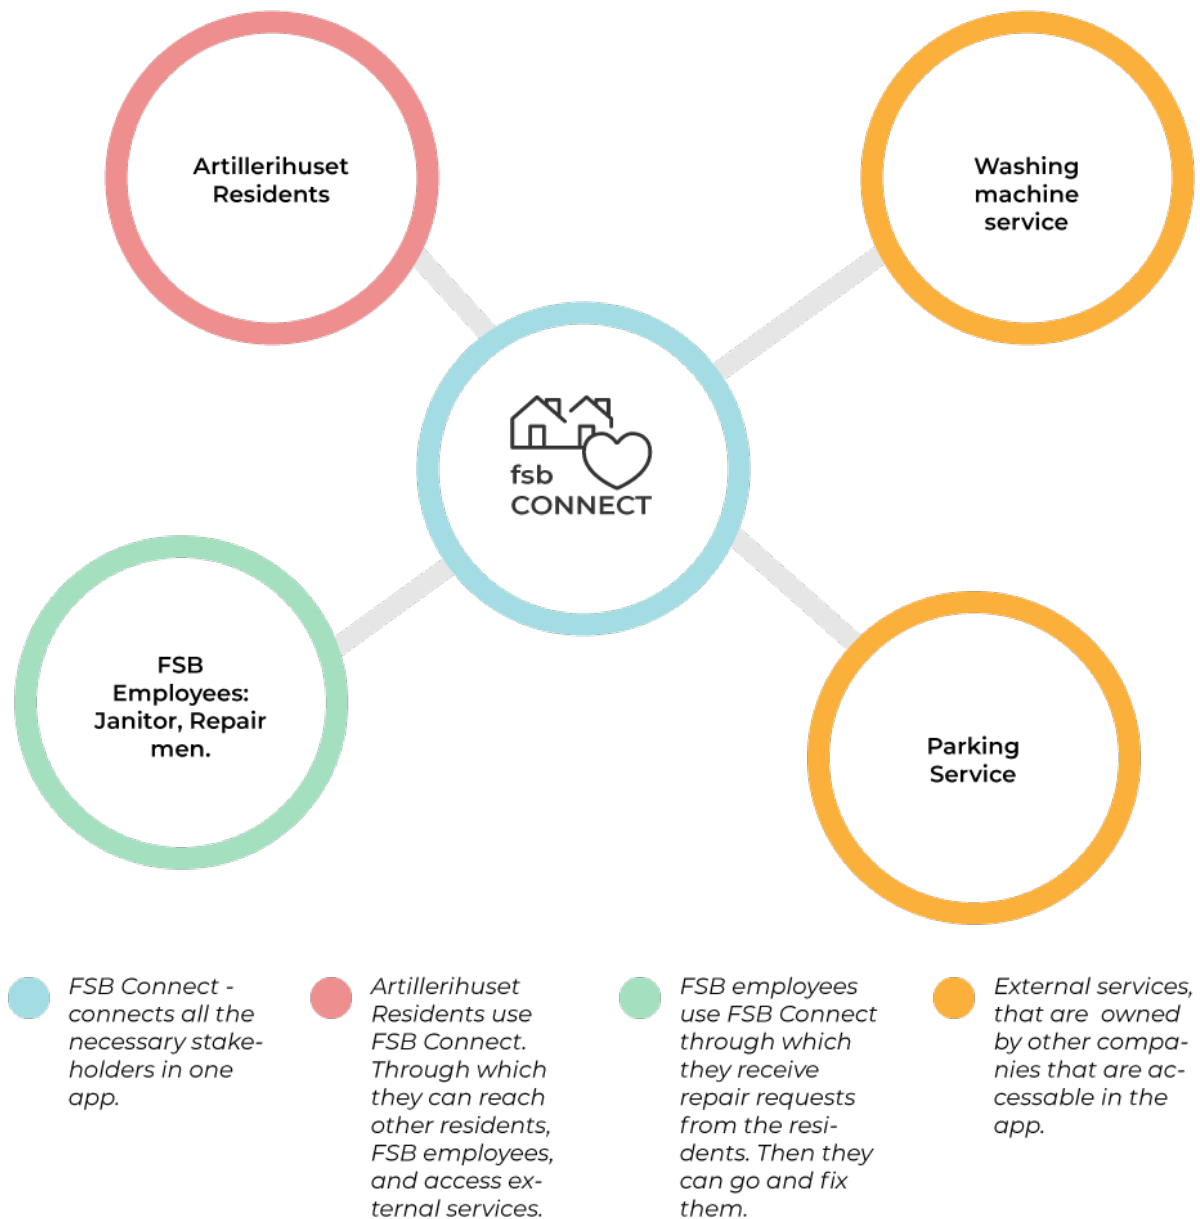 Artillerihuset
Residents
Washing
machine
service
fsb
CONNECT
FSB
Employees:
Janitor, Repair
men.
Parking
Service
FSB Connect -
connects all the
necessary stake-
holders in one
app.
Artillerihuset
Residents use
FSB Connect.
Through which
they can reach
other residents,
FSB employees,
and access ex-
ternal services.
FSB employees
use FSB Connect
through which
they receive
repair requests
from the resi-
dents. Then they
can go and fix
them.
External services,
that are  owned
by other compa-
nies that are ac-
cessable in the
app.